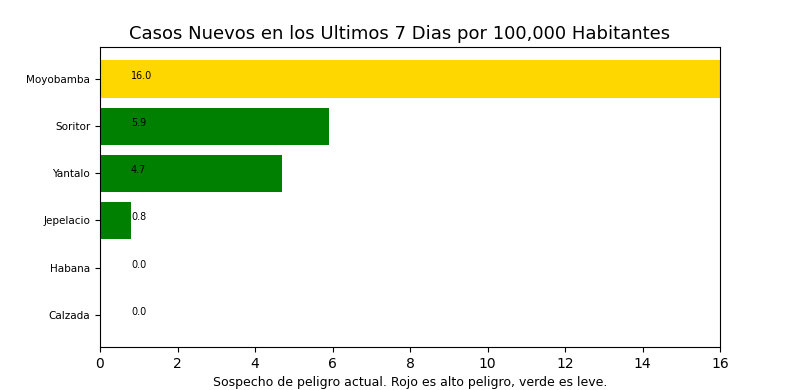 Casos Nuevos en los Ultimos 7 Dias por 100,000 Habitantes
Moyobamba 16.0
Soritor 5.9
Yantalo 4.7
Jepelacio 0.8
Habana 0.0
Calzada 0.0
0 2 4 6 8 10 12 14 16
Sospecho de peligro actual. Rojo es alto peligro, verde es leve.